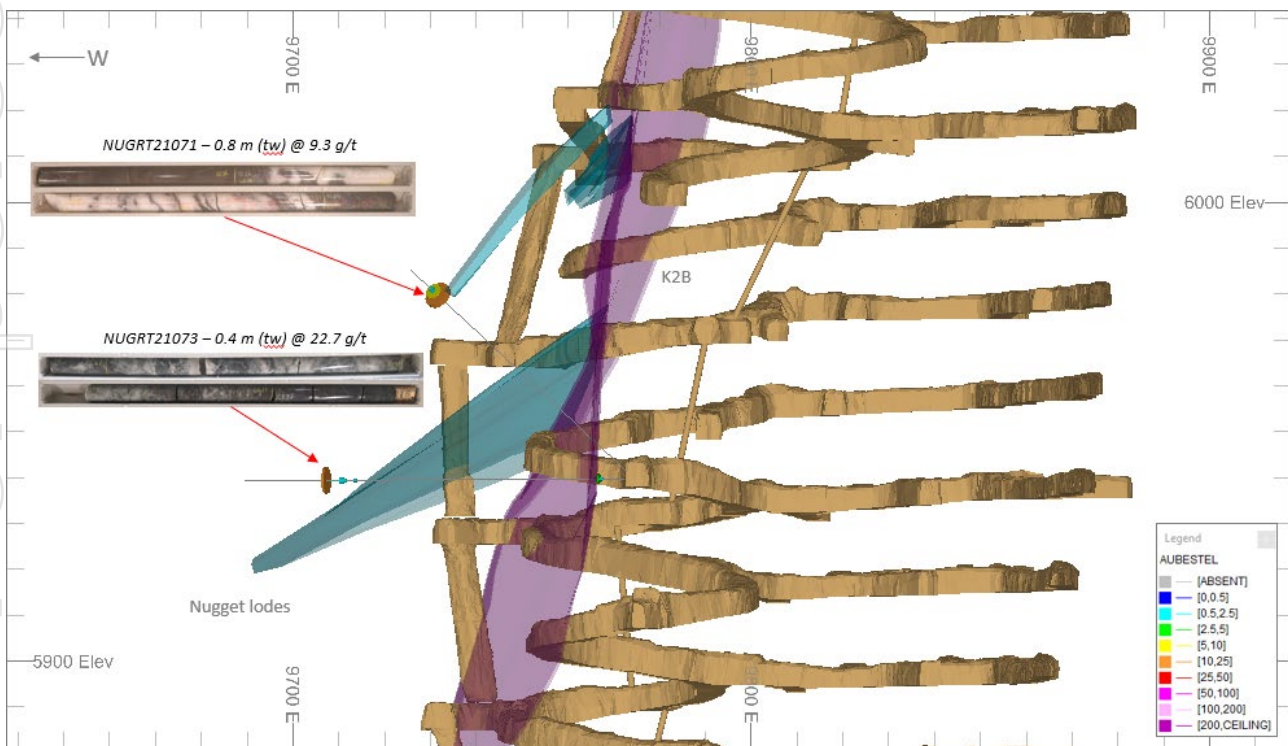 W
9700 E
9800 E
9900 E
NUGRT21071 – 0.8 m (tw) @ 9.3 g/t
6000 Elev
K2B
NUGRT21073 – 0.4 m (tw) @ 22.7 g/t
Nugget lodes
5900 Elev
9700 E
9800 E
Legend
AUBESTEL
[ABSENT]
[0,0.5]
[0.5,2.5]
[2.5,5]
[5,10]
[10,25]
[25,50]
[50,100]
[100,200]
[200,CEILING]